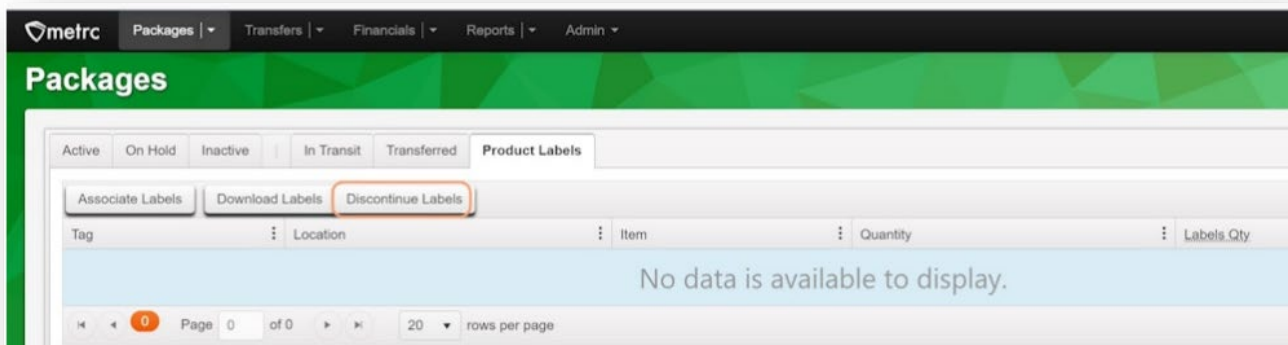 metrc Packages Transfers Financials Reports Admin
Packages
Active On Hold Inactive In Transit Transferred Product Labels
Associate Labels Download Labels Discontinue Labels
Tag Location Item Quantity Labels Qty
No data is available to display.
0 Page 0 of 0 20 rows per page